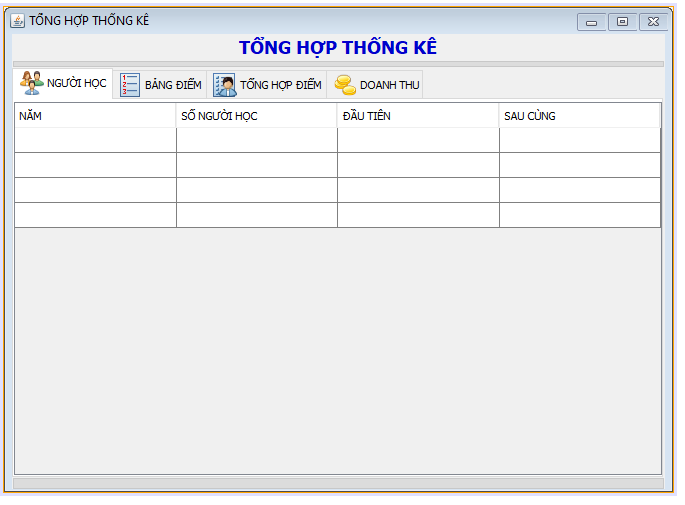 TỔNG HỢP THỐNG KÊ
TỔNG HỢP THỐNG KÊ
NGƯỜI HỌC BẢNG ĐIỂM TỔNG HỢP ĐIỂM DOANH THU
NĂM SỐ NGƯỜI HỌC ĐẦU TIÊN SAU CÙNG